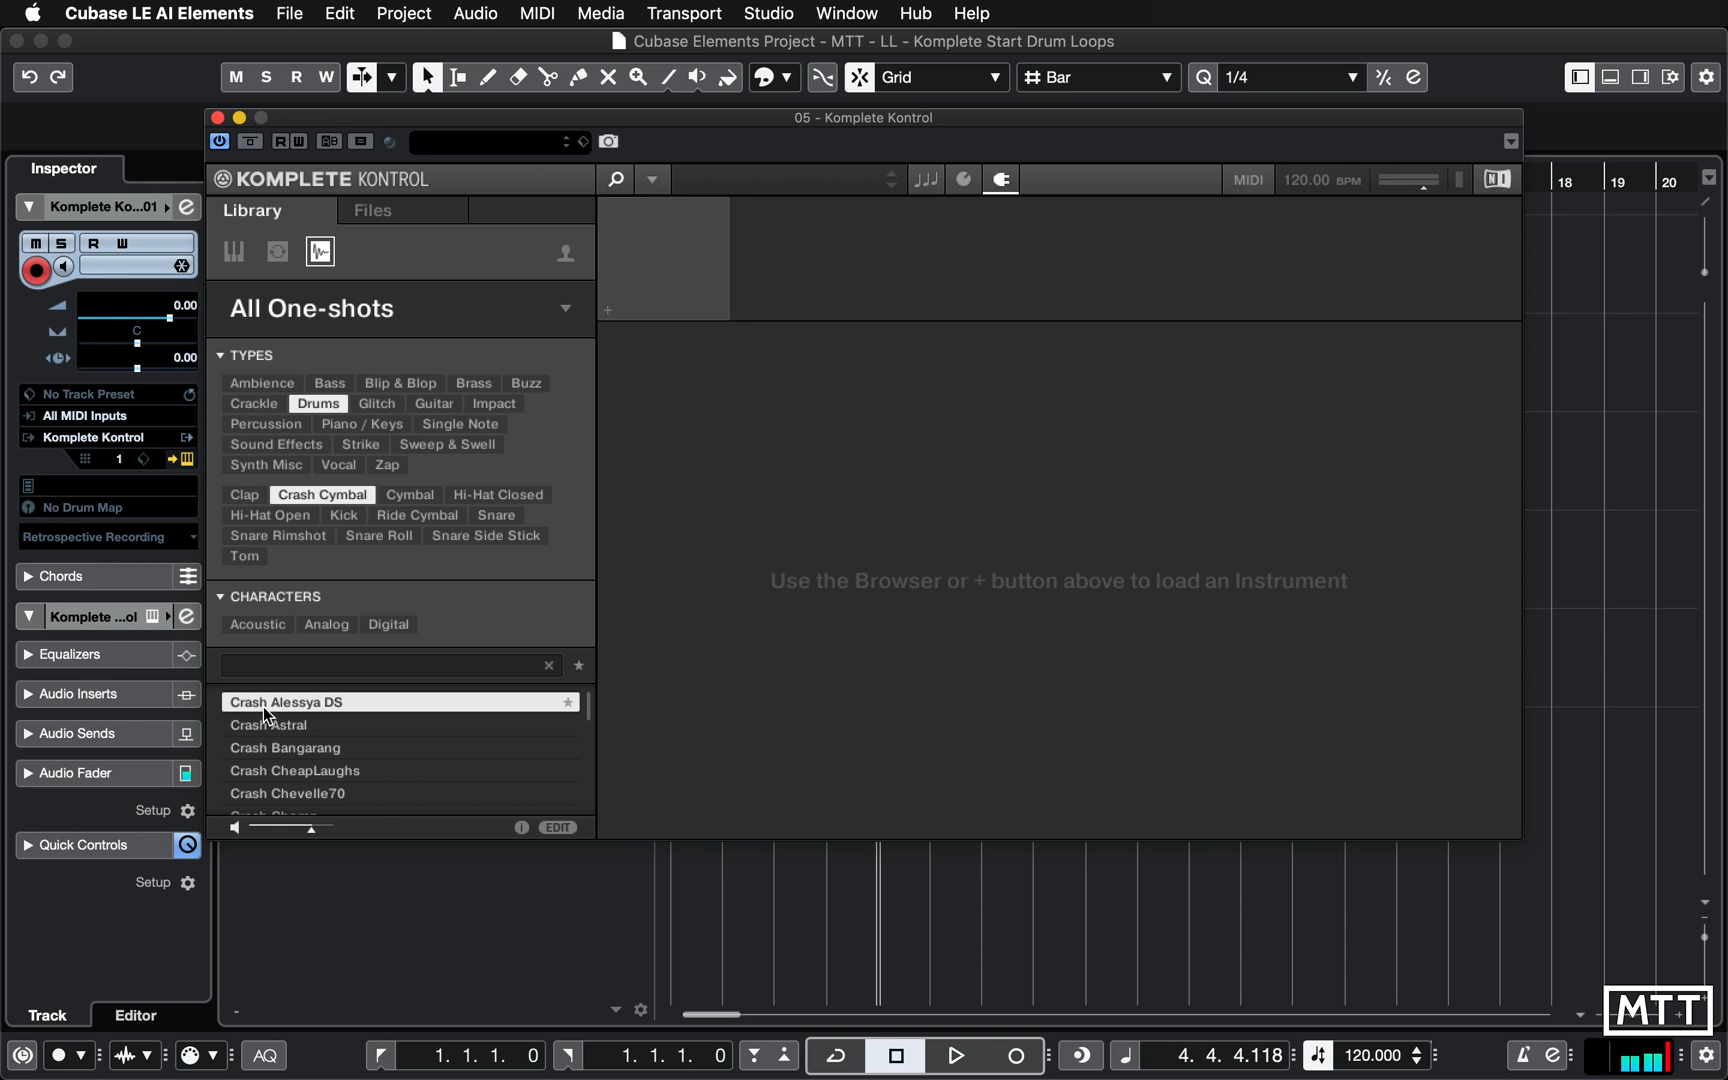 Cubase LE AI Elements File Edit Project Audio MIDI Media Transport Studio Window Hub Help
Cubase Elements Project - MTT - LL - Komplete Start Drum Loops
M S R W Grid Bar Q 1/4
05 - Komplete Kontrol
R W
Inspector
KOMPLETE KONTROL MIDI 120.00 BPM NI
18 19 20
Komplete Ko...01
Library Files
M S R W
All One-shots
0.00
C
0.00
TYPES
Ambience Bass Blip & Blop Brass Buzz
Crackle Drums Glitch Guitar Impact
Percussion Piano / Keys Single Note
Sound Effects Strike Sweep & Swell
Synth Misc Vocal Zap
No Track Preset
All MIDI Inputs
Komplete Kontrol
1
Clap Crash Cymbal Cymbal Hi-Hat Closed
Hi-Hat Open Kick Ride Cymbal Snare
Snare Rimshot Snare Roll Snare Side Stick
Tom
No Drum Map
Retrospective Recording
Chords
Use the Browser or + button above to load an Instrument
CHARACTERS
Acoustic Analog Digital
Komplete ...ol
Equalizers
Audio Inserts
Audio Sends
Audio Fader
Setup
Quick Controls
Setup
Crash Alessya DS
Crash Astral
Crash Bangarang
Crash CheapLaughs
Crash Chevelle70
EDIT
MTT
Track Editor
AQ 1. 1. 1. 0 1. 1. 1. 0 4. 4. 4.118 120.000